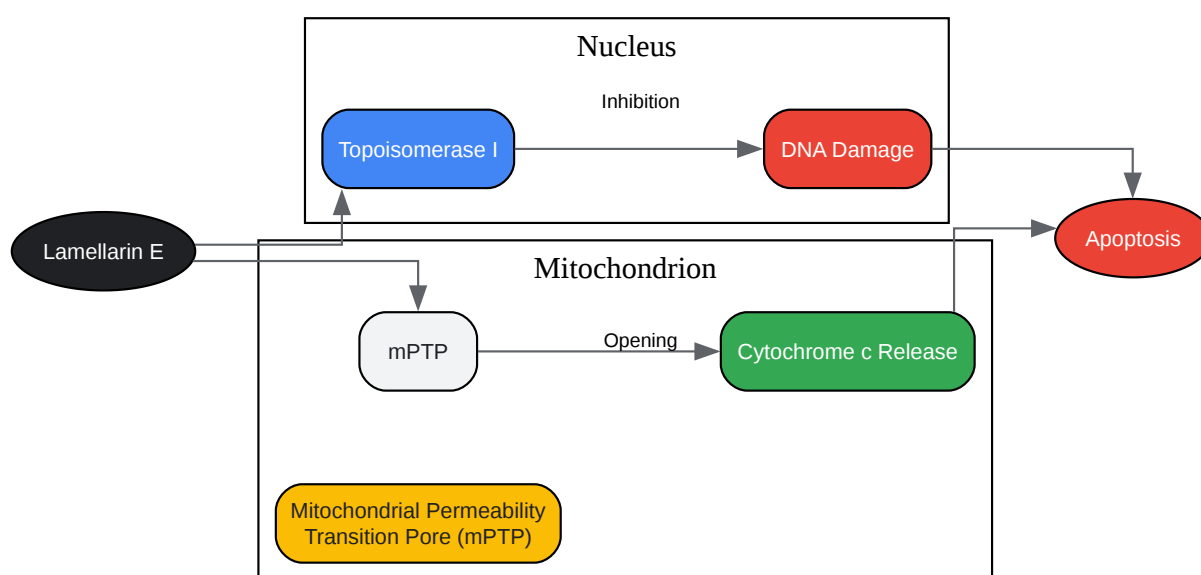 Nucleus
Inhibition
Topoisomerase I
DNA Damage
Lamellarin E
Apoptosis
Mitochondrion
mPTP
Opening
Cytochrome c Release
Mitochondrial Permeability
Transition Pore (mPTP)